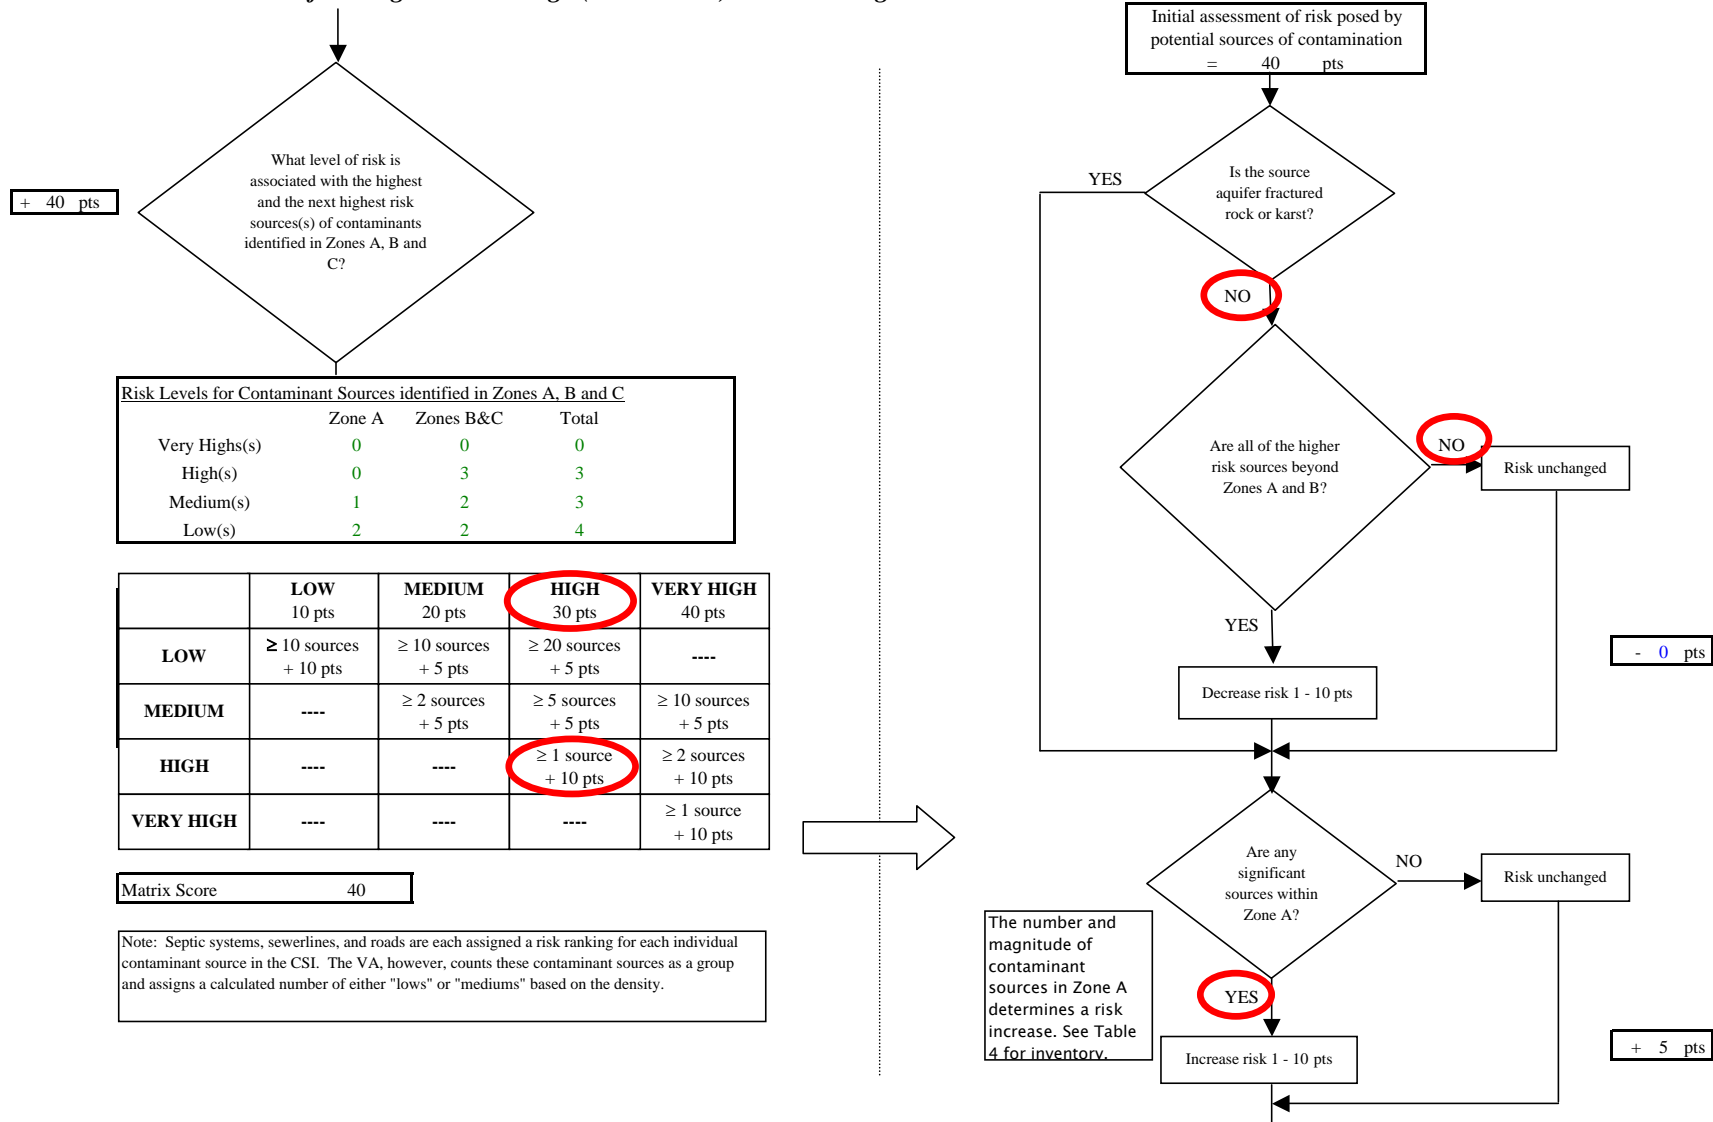 + 40 pts
What level of risk is
associated with the highest
and the next highest risk
sources(s) of contaminants
identified in Zones A, B and
C?
Risk Levels for Contaminant Sources identified in Zones A, B and C
Zone A Zones B&C Total
Very Highs(s) 0 0 0
High(s) 0 3 3
Medium(s) 1 2 3
Low(s) 2 2 4
LOW MEDIUM HIGH VERY HIGH
10 pts 20 pts 30 pts 40 pts
LOW ≥ 10 sources ≥ 10 sources ≥ 20 sources ----
+ 10 pts + 5 pts + 5 pts
MEDIUM ---- ≥ 2 sources ≥ 5 sources ≥ 10 sources
+ 5 pts + 5 pts + 5 pts
HIGH ---- ---- ≥ 1 source ≥ 2 sources
+ 10 pts + 10 pts
VERY HIGH ---- ---- ---- ≥ 1 source
+ 10 pts
Matrix Score 40
Note: Septic systems, sewerlines, and roads are each assigned a risk ranking for each individual
contaminant source in the CSI. The VA, however, counts these contaminant sources as a group
and assigns a calculated number of either "lows" or "mediums" based on the density.
Initial assessment of risk posed by
potential sources of contamination
= 40 pts
Is the source
aquifer fractured
rock or karst?
YES
NO
Are all of the higher
risk sources beyond
Zones A and B?
NO
Risk unchanged
YES
Decrease risk 1 - 10 pts
- 0 pts
Are any
significant
sources within
Zone A?
NO
Risk unchanged
The number and
magnitude of
contaminant
sources in Zone A
determines a risk
increase. See Table
4 for inventory.
YES
Increase risk 1 - 10 pts
+ 5 pts